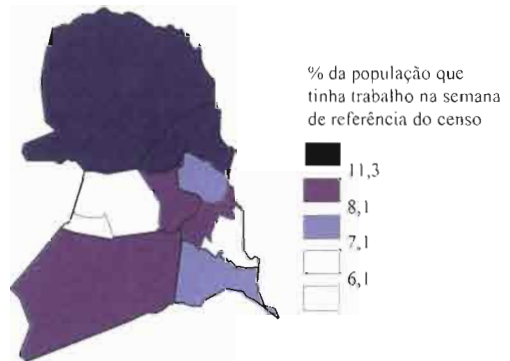 % da população que
tinha trabalho na semana
de referência do censo
11,3
8,1
7,1
6,1